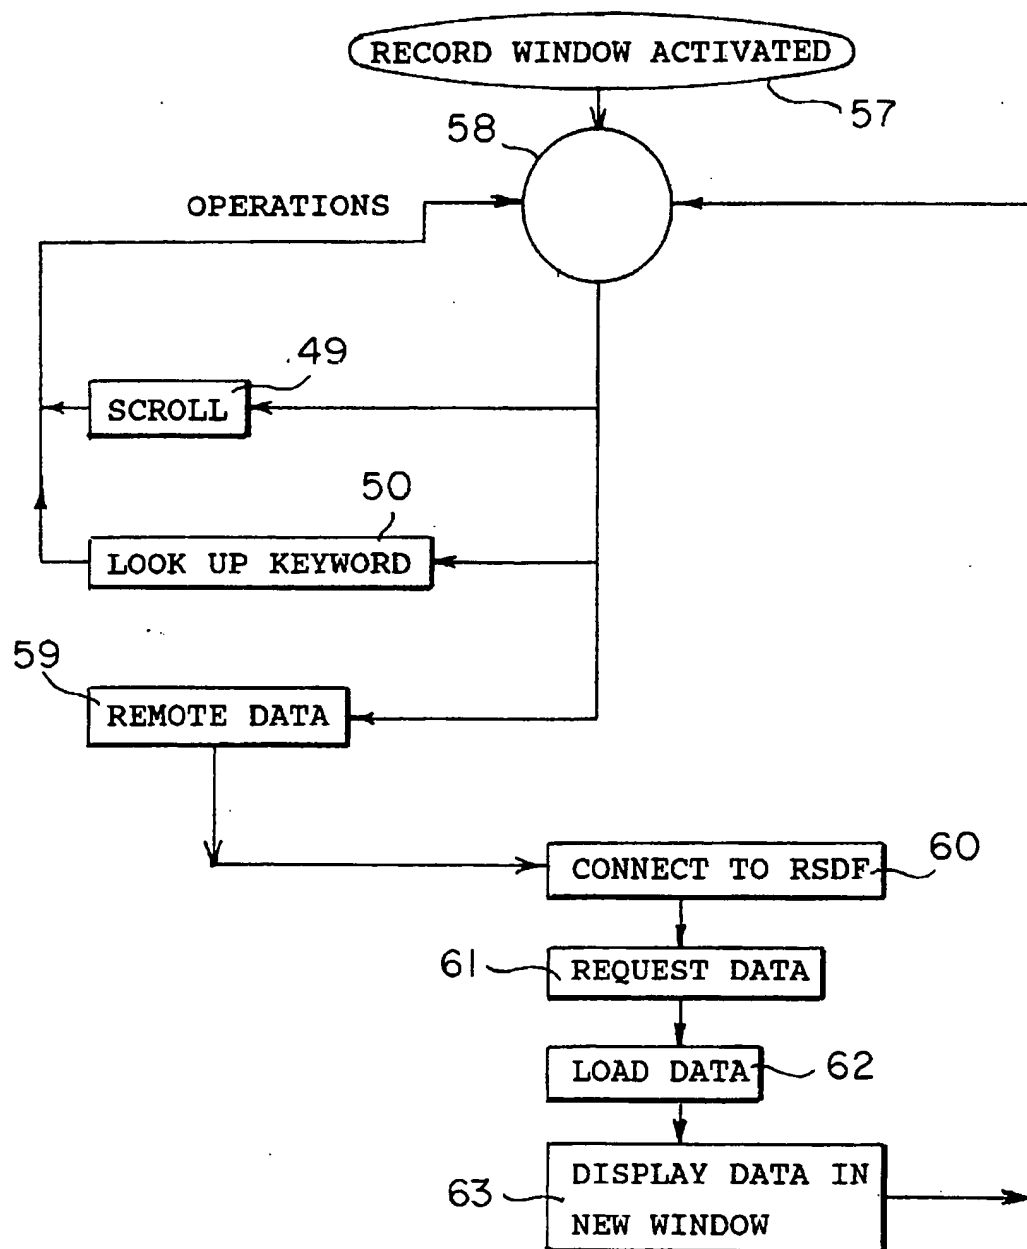 RECORD WINDOW ACTIVATED
57
58
OPERATIONS
49
SCROLL
50
LOOK UP KEYWORD
59
REMOTE DATA
CONNECT TO RSDF
60
61
REQUEST DATA
LOAD DATA
62
63
DISPLAY DATA IN
NEW WINDOW